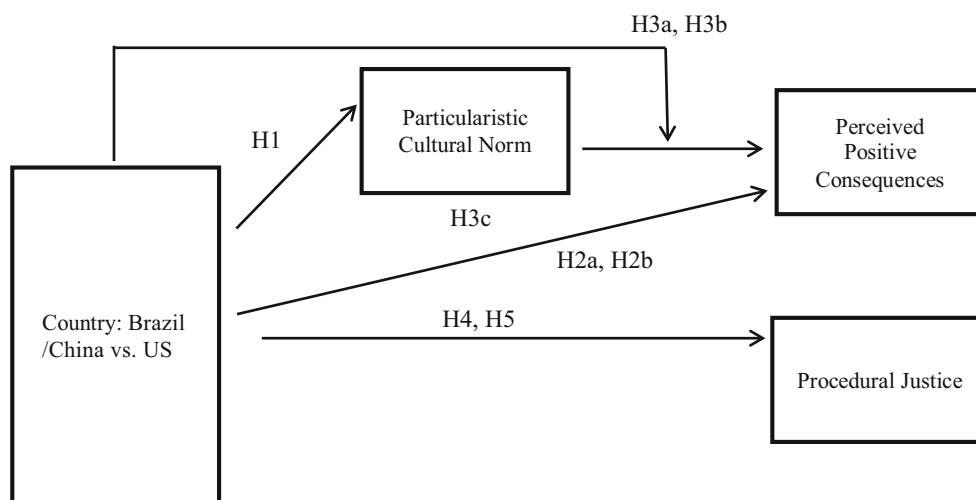 H3a, H3b
Particularistic
Cultural Norm
H1
Perceived
Positive
Consequences
H3c
H2a, H2b
Country: Brazil
/China vs. US
H4, H5
Procedural Justice